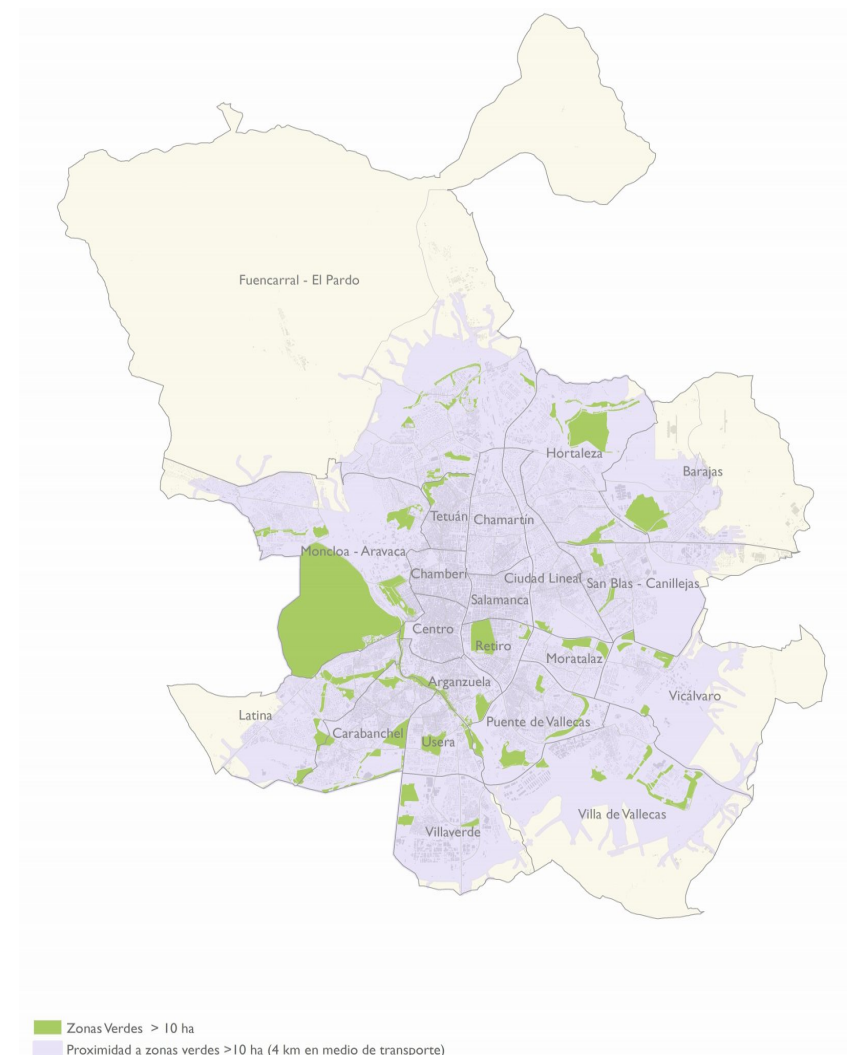 Fuencarral - El Pardo
Hortaleza
Barajas
Tetuán
Chamartín
Moncloa - Aravaca
Chamberí
Ciudad Lineal
San Blas - Canillejas
Salamanca
Centro
Retiro
Moratalaz
Arganzuela
Vicálvaro
Latina
Puente de Vallecas
Carabanchel
Usera
Villa de Vallecas
Villaverde
Zonas Verdes > 10 ha
Proximidad a zonas verdes >10 ha (4 km en medio de transporte)